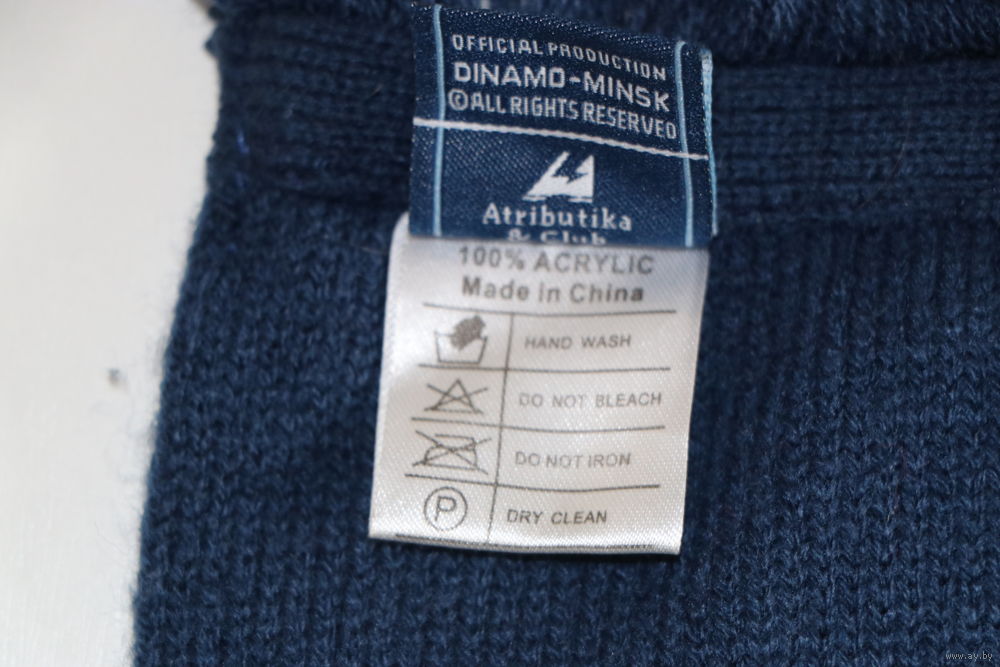 OFFICIAL PRODUCTION
DINAMO-MINSK
©ALL RIGHTS RESERVED
Atributika
& Club
100% ACRYLIC
Made in China
HAND WASH
DO NOT BLEACH
DO NOT IRON
P
DRY CLEAN
www.ay.by